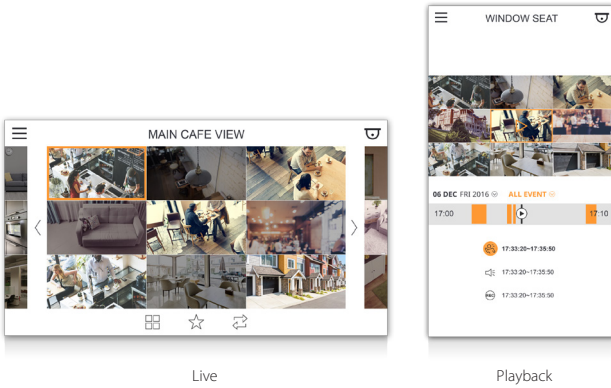 MAIN CAFE VIEW
Live
WINDOW SEAT
06 DEC FRI 2016 ALL EVENT
17:00 17:10
17:33:20~17:35:50
17:33:20~17:35:50
REC 17:33:20~17:35:50
Playback